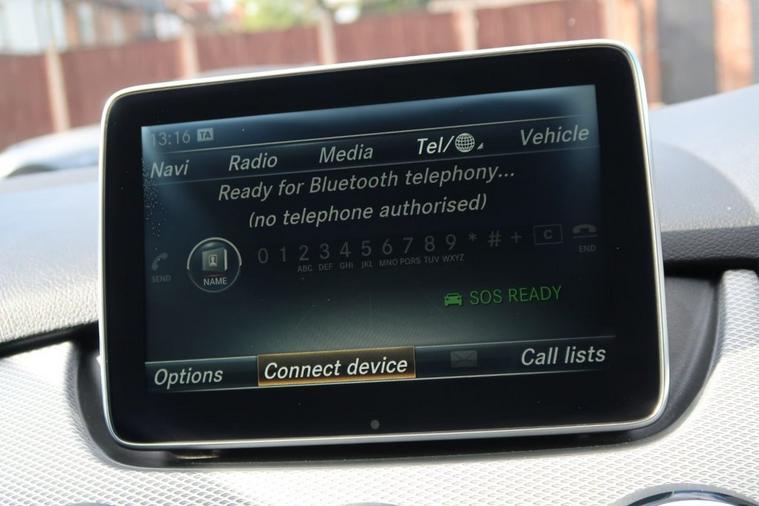 13:16 TA
Navi Radio Media Tel/ Vehicle
Ready for Bluetooth telephony...
(no telephone authorised)
0 1 2 3 4 5 6 7 8 9 * # + C
ABC DEF GHI JKL MNO PQRS TUV WXYZ
SEND NAME END
SOS READY
Options Connect device Call lists